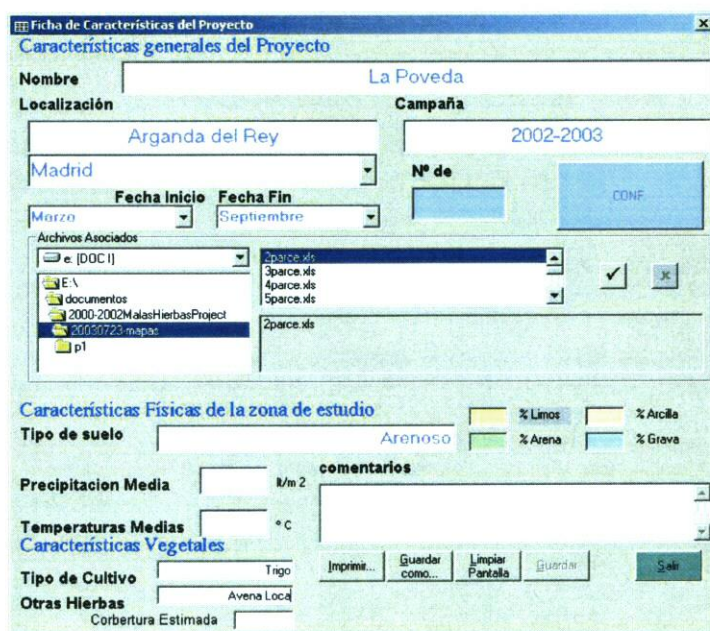 Ficha de Características del Proyecto
Características generales del Proyecto
Nombre La Poveda
Localización Campaña
Arganda del Rey 2002-2003
Madrid Nº de CONF
Fecha Inicio Fecha Fin
Marzo Septiembre
Archivos Asociados
e: [DOC I]
E:\
documentos
2000-2002MalasHierbasProject
20030723-mapas
p1
2parce.xls
3parce.xls
4parce.xls
5parce.xls
2parce.xls
Características Físicas de la zona de estudio
% Limos % Arcilla
Tipo de suelo Arenoso % Arena % Grava
Precipitacion Media lt/m 2
comentarios
Temperaturas Medias º C
Características Vegetales
Tipo de Cultivo Trigo
Otras Hierbas Avena Loca
Corbertura Estimada
Imprimir... Guardar como... Limpiar Pantalla Guardar Salir